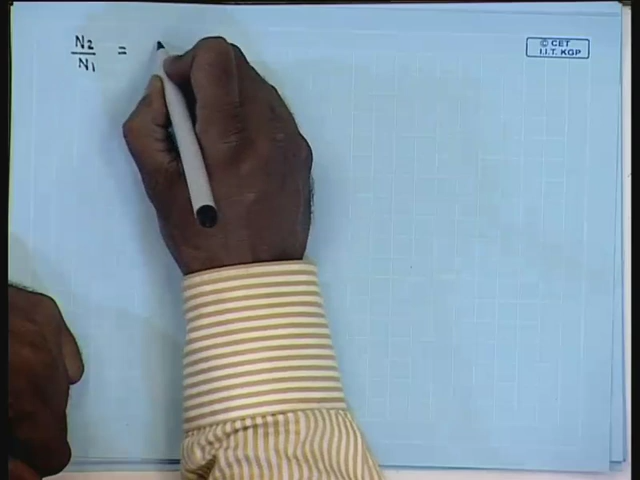 N2/N1 =
© CET
I.I.T. KGP